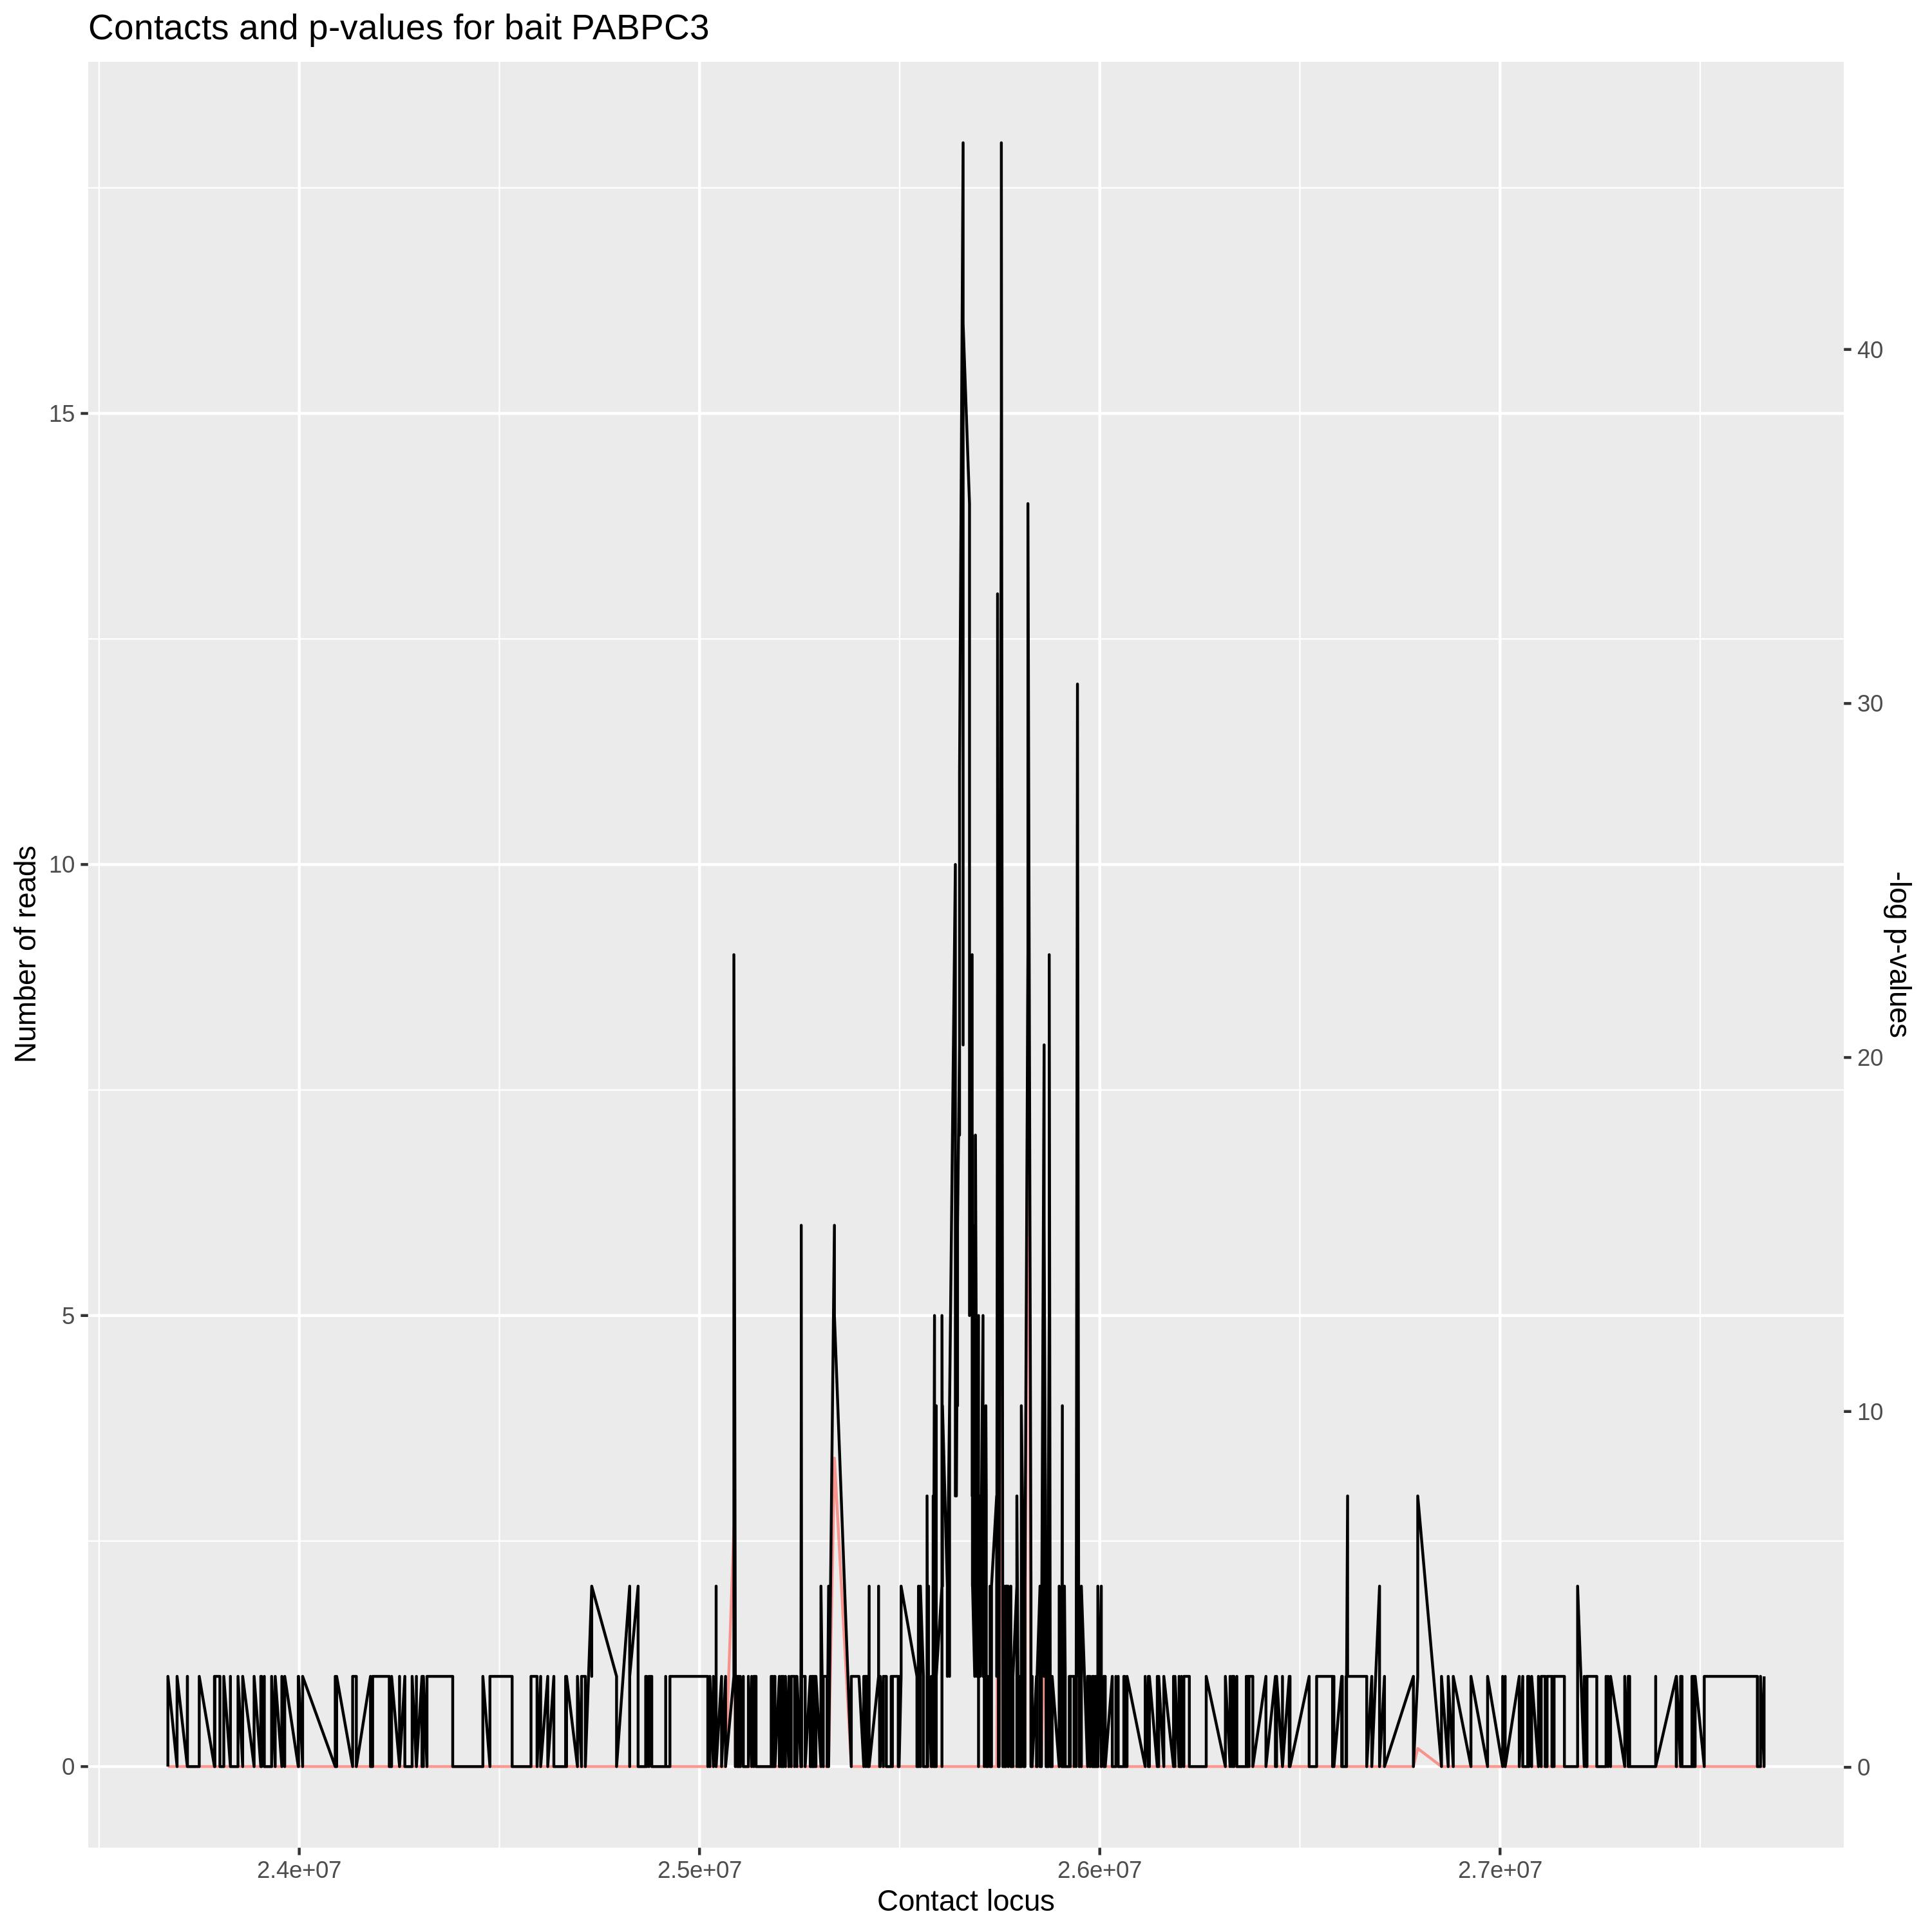 Contacts and p-values for bait PABPC3
15
10
5
0
Number of reads
40
30
20
10
0
-log p-values
2.4e+07 2.5e+07 2.6e+07 2.7e+07
Contact locus